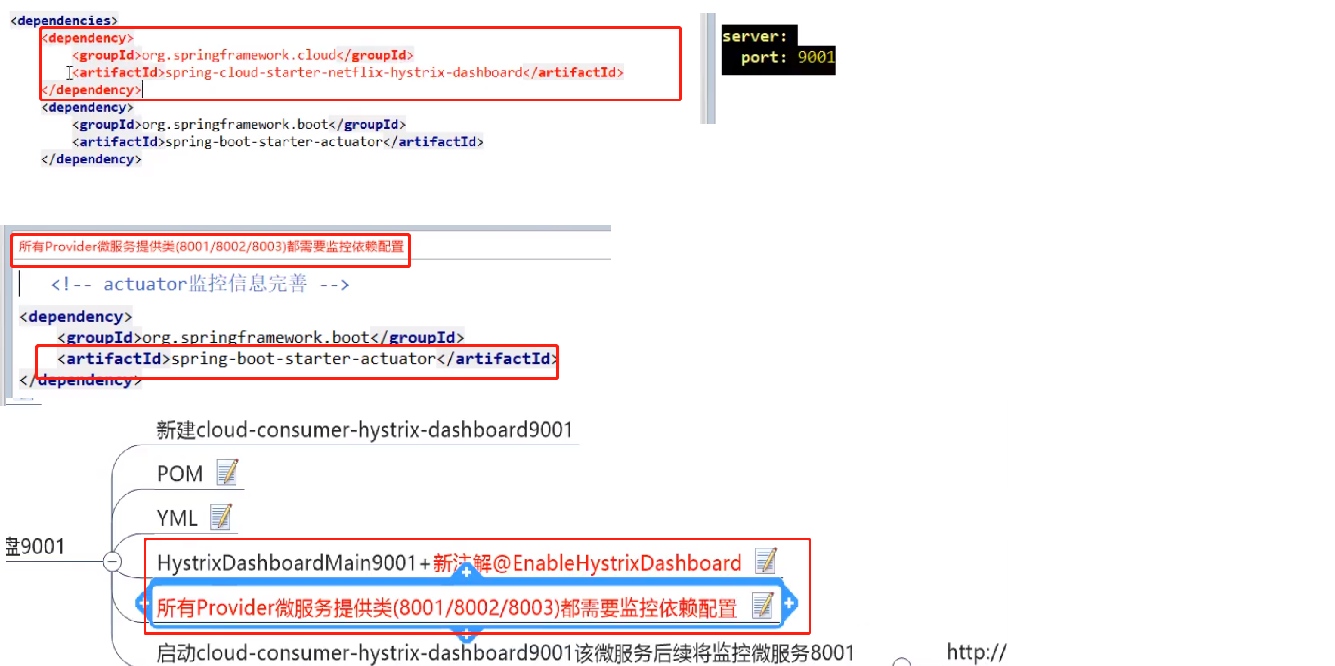 <dependencies>
<dependency>
<groupId>org.springframework.cloud</groupId>
<artifactId>spring-cloud-starter-netflix-hystrix-dashboard</artifactId>
</dependency>
<dependency>
<groupId>org.springframework.boot</groupId>
<artifactId>spring-boot-starter-actuator</artifactId>
</dependency>
server:
port: 9001
所有Provider微服务提供类(8001/8002/8003)都需要监控依赖配置
<!-- actuator监控信息完善 -->
<dependency>
<groupId>org.springframework.boot</groupId>
<artifactId>spring-boot-starter-actuator</artifactId>
</dependency>
新建cloud-consumer-hystrix-dashboard9001
POM
YML
盘9001
HystrixDashboardMain9001+新注解@EnableHystrixDashboard
所有Provider微服务提供类(8001/8002/8003)都需要监控依赖配置
启动cloud-consumer-hystrix-dashboard9001该微服务后续将监控微服务8001
http://